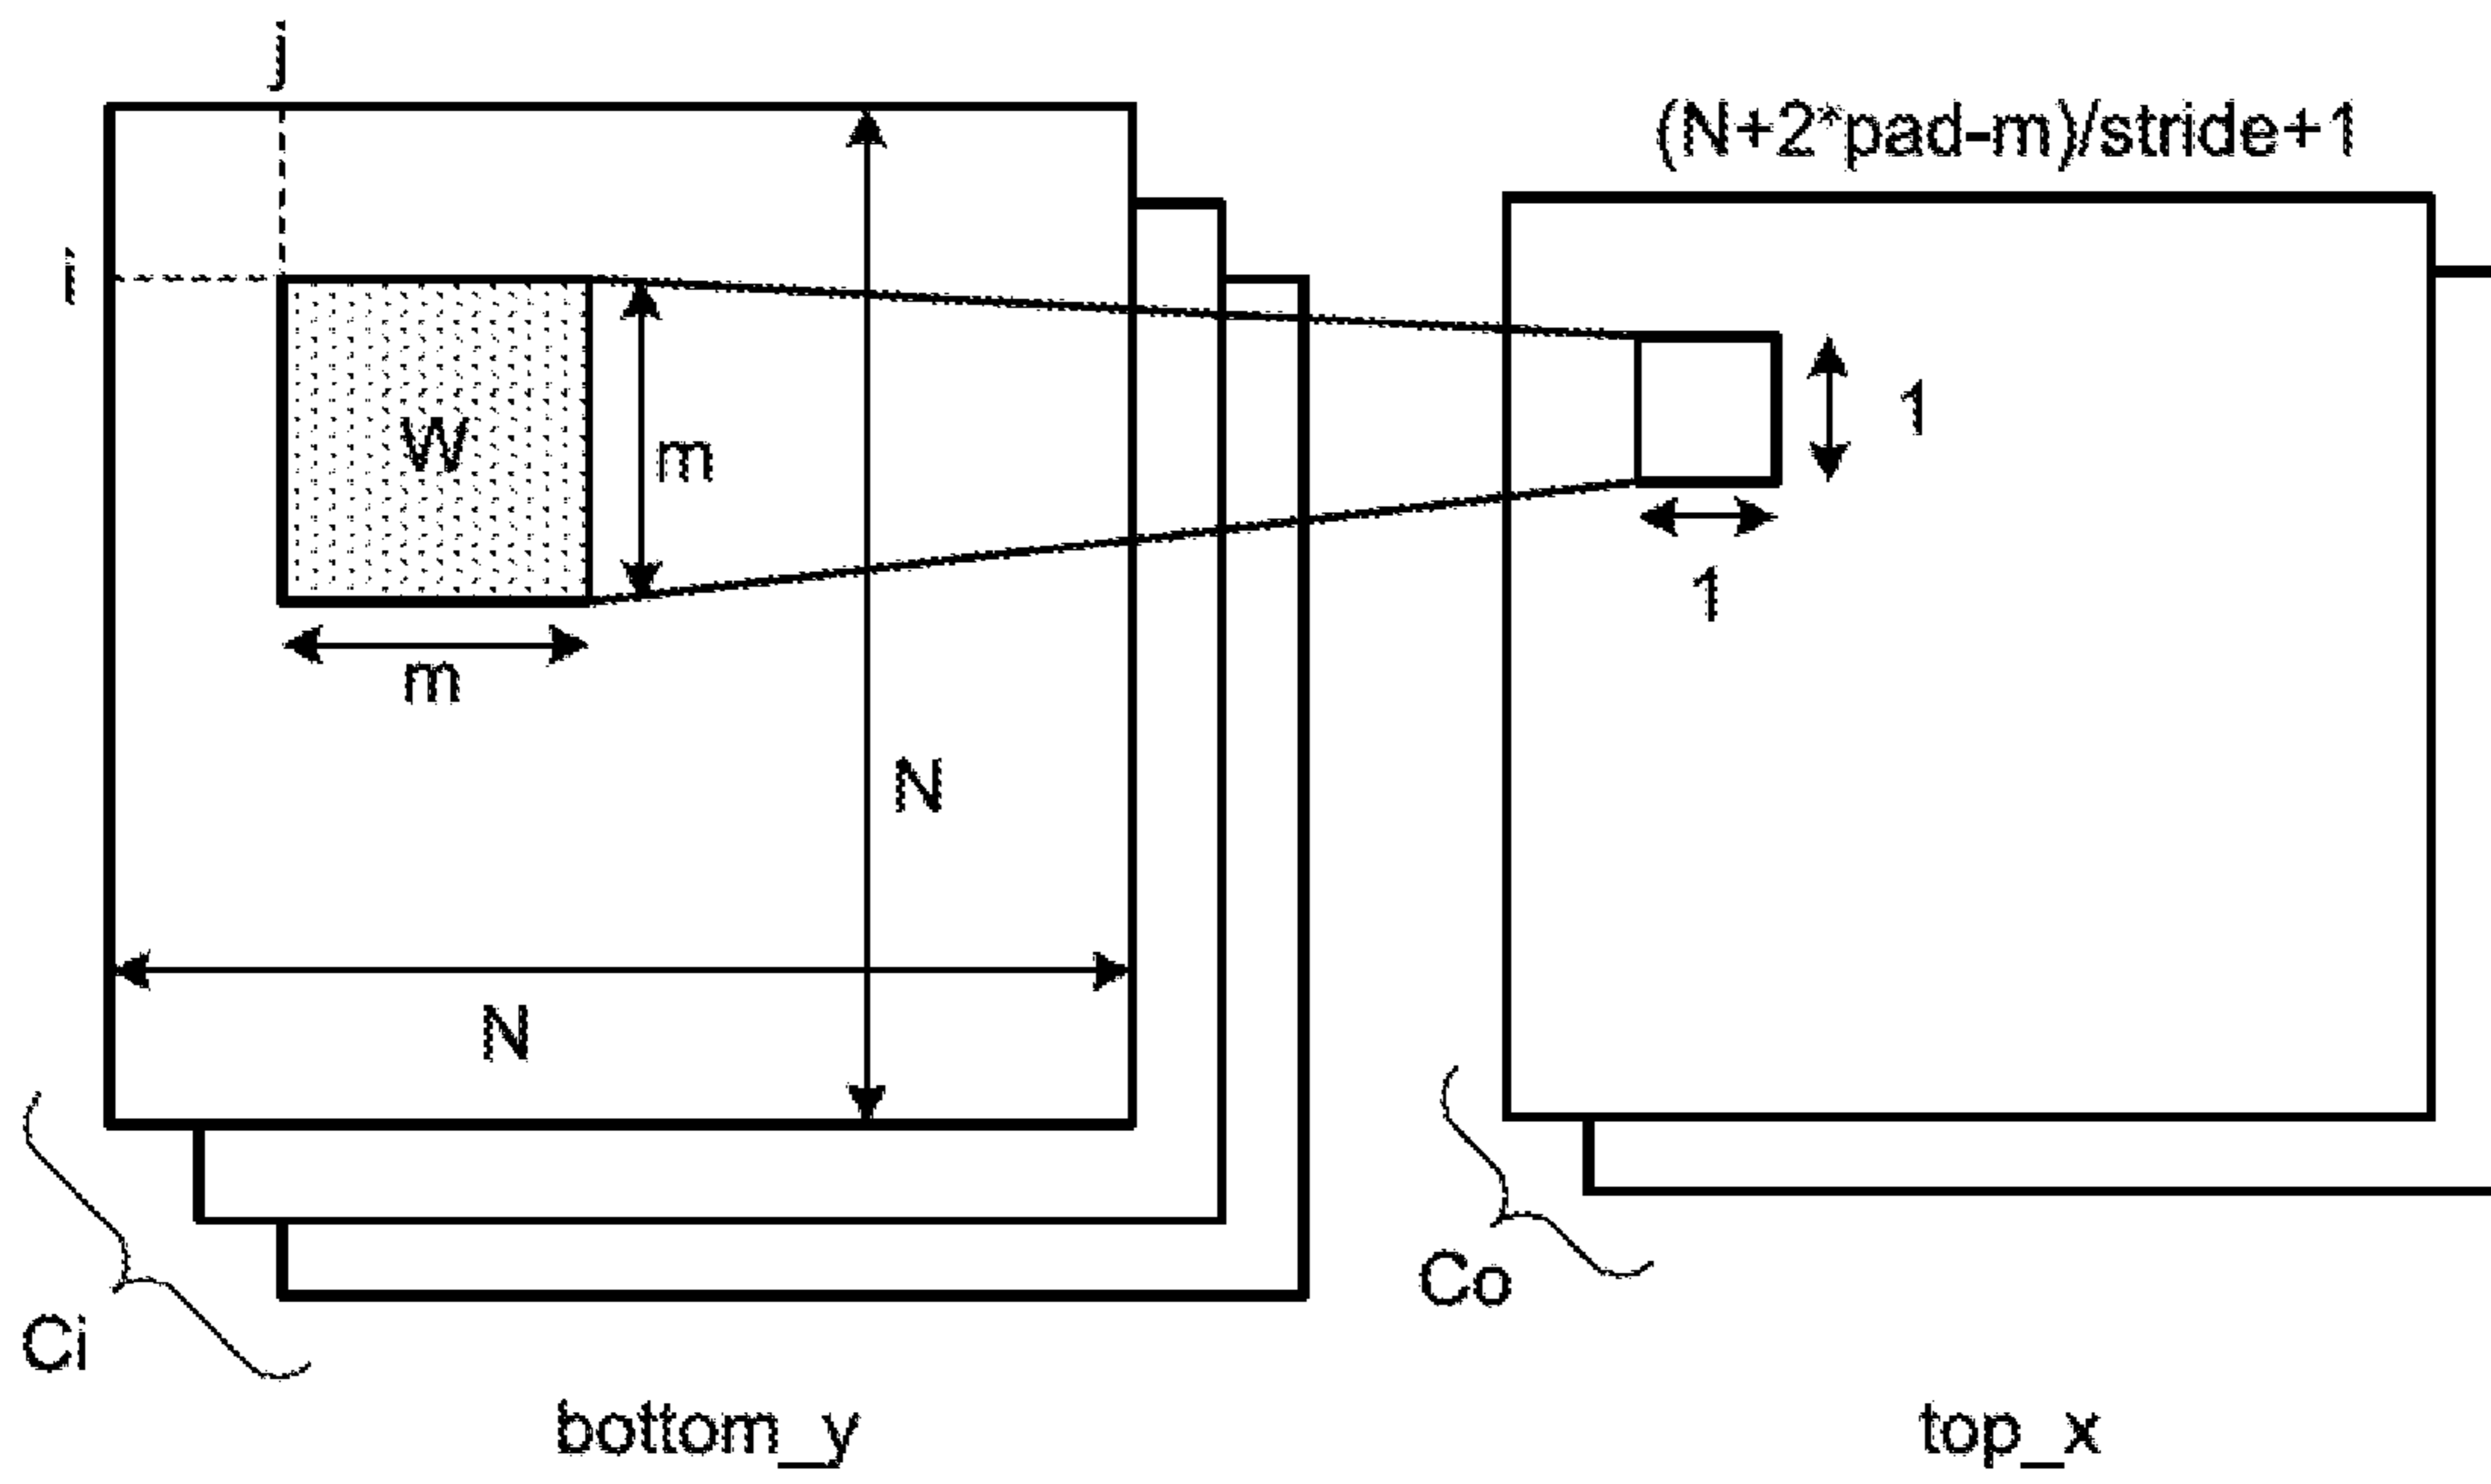 j
(N+2*pad-m)/stride+1
i
W
m
1
1
m
N
N
Co
Ci
bottom_y
top_x